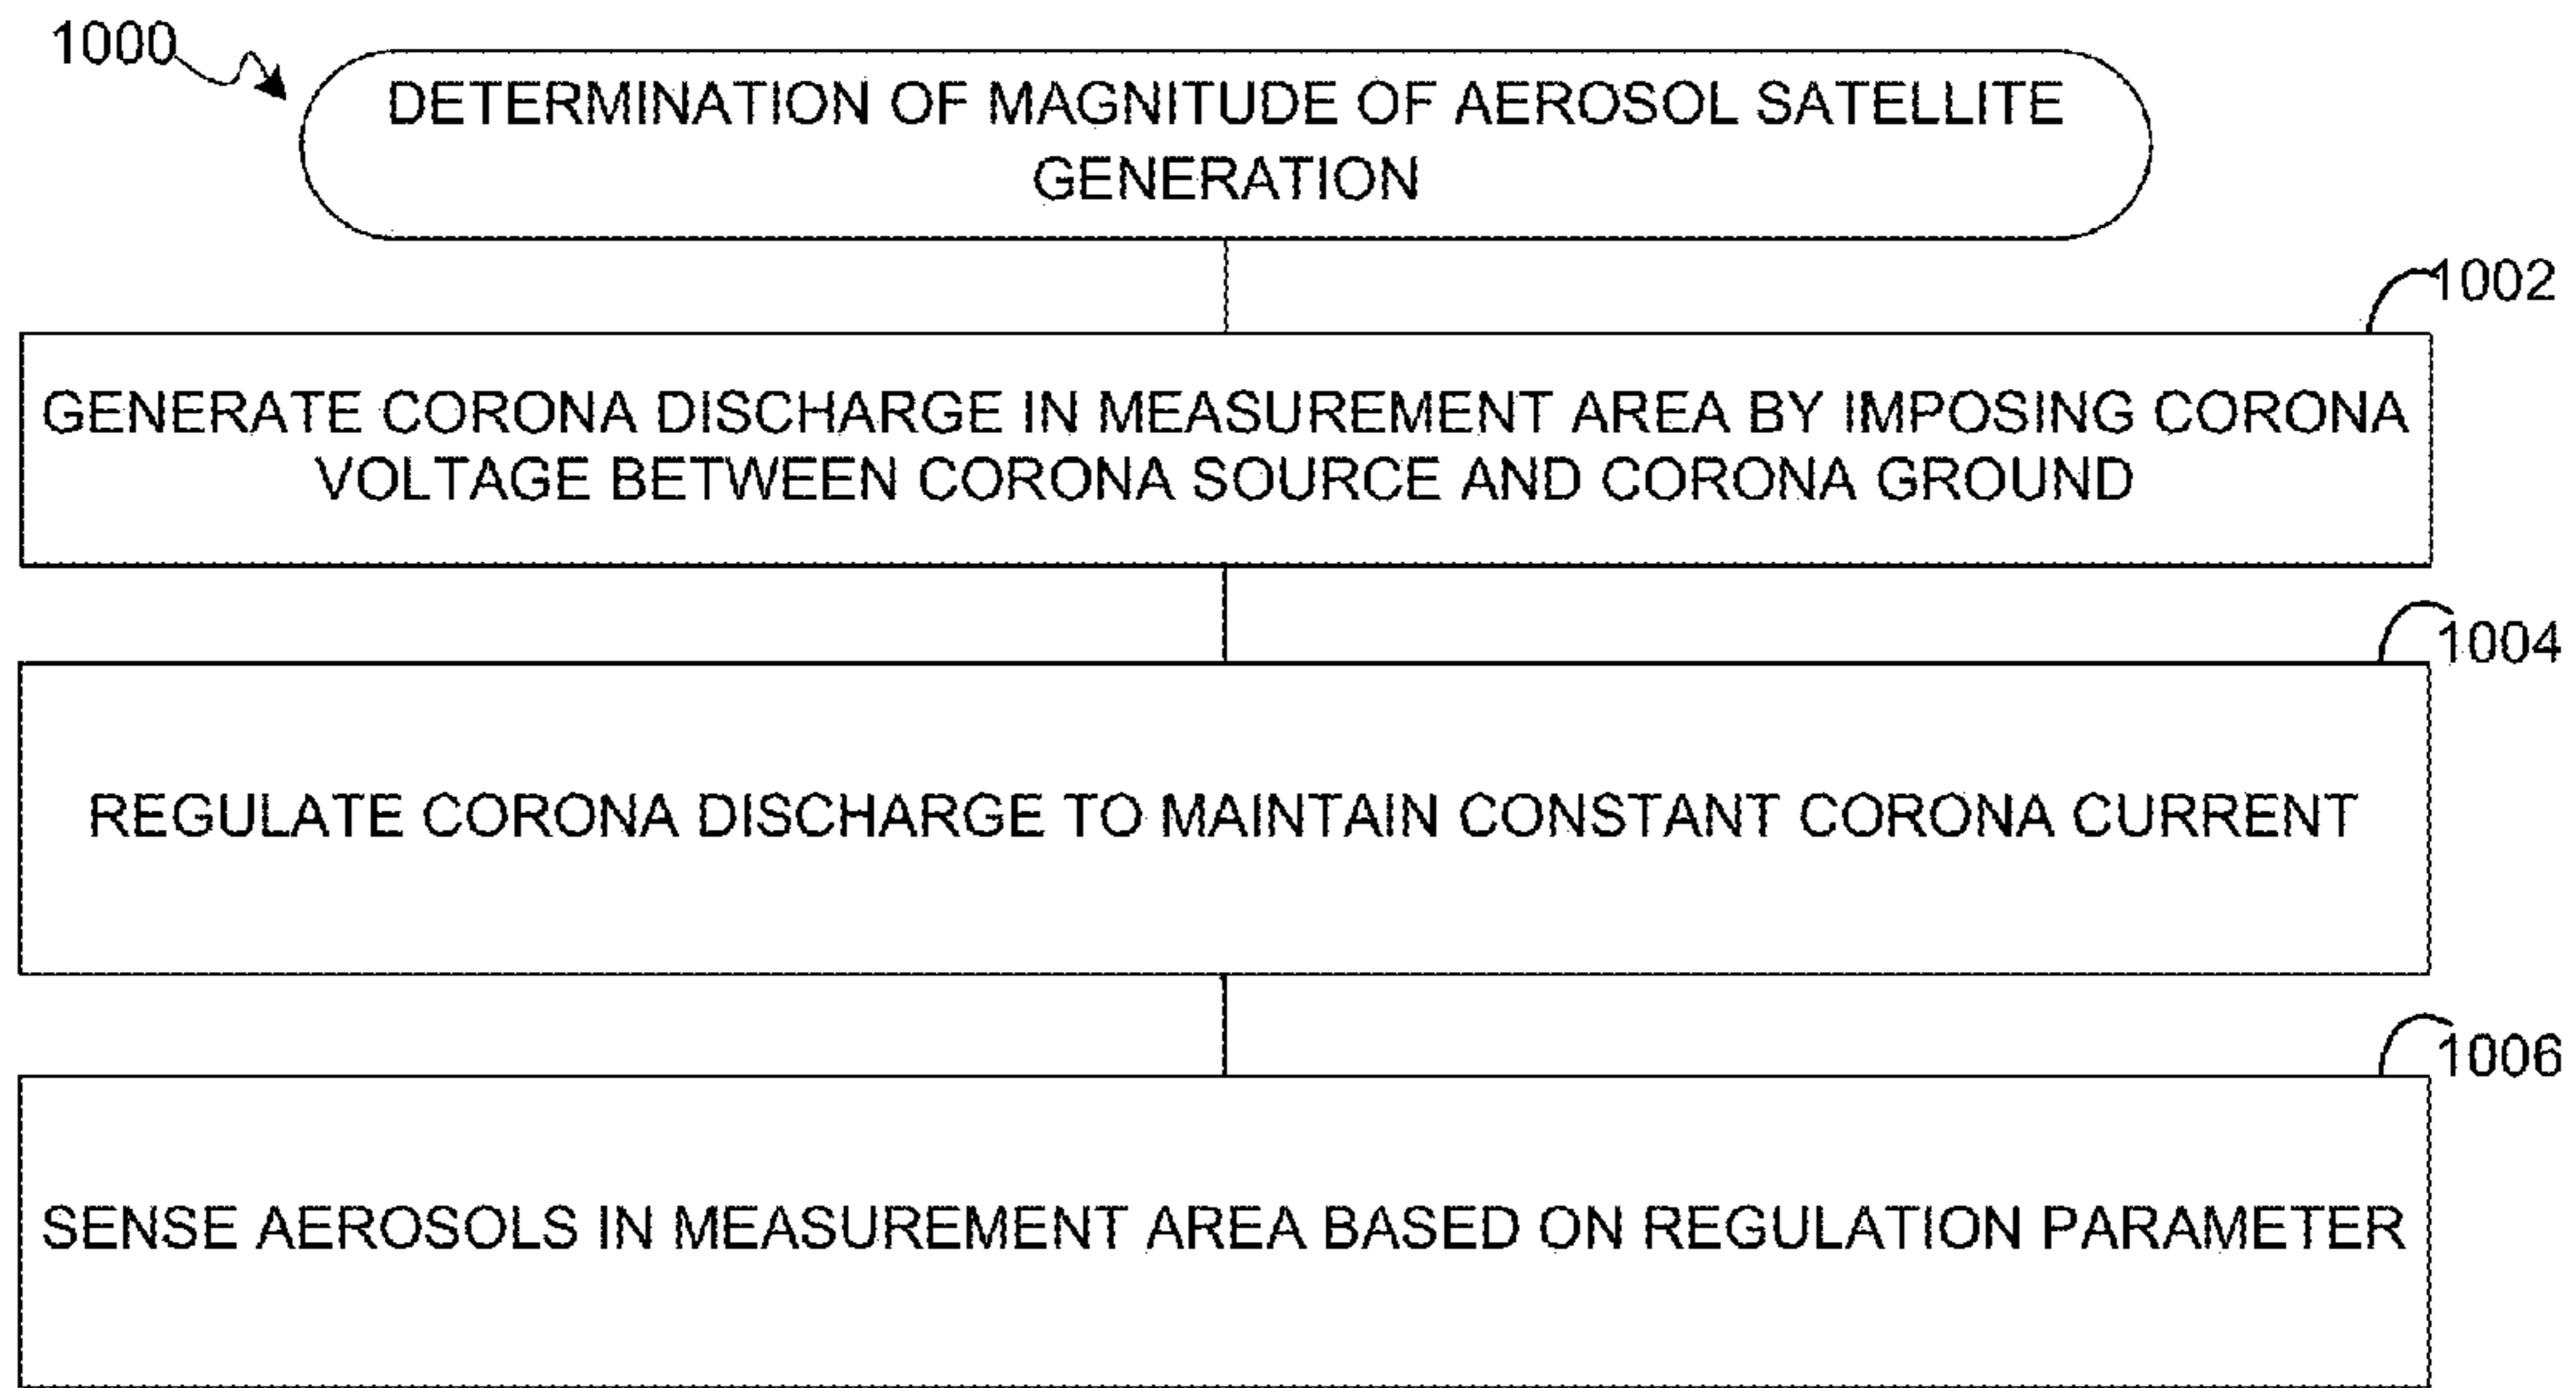 1000
DETERMINATION OF MAGNITUDE OF AEROSOL SATELLITE
GENERATION
1002
GENERATE CORONA DISCHARGE IN MEASUREMENT AREA BY IMPOSING CORONA
VOLTAGE BETWEEN CORONA SOURCE AND CORONA GROUND
1004
REGULATE CORONA DISCHARGE TO MAINTAIN CONSTANT CORONA CURRENT
1006
SENSE AEROSOLS IN MEASUREMENT AREA BASED ON REGULATION PARAMETER